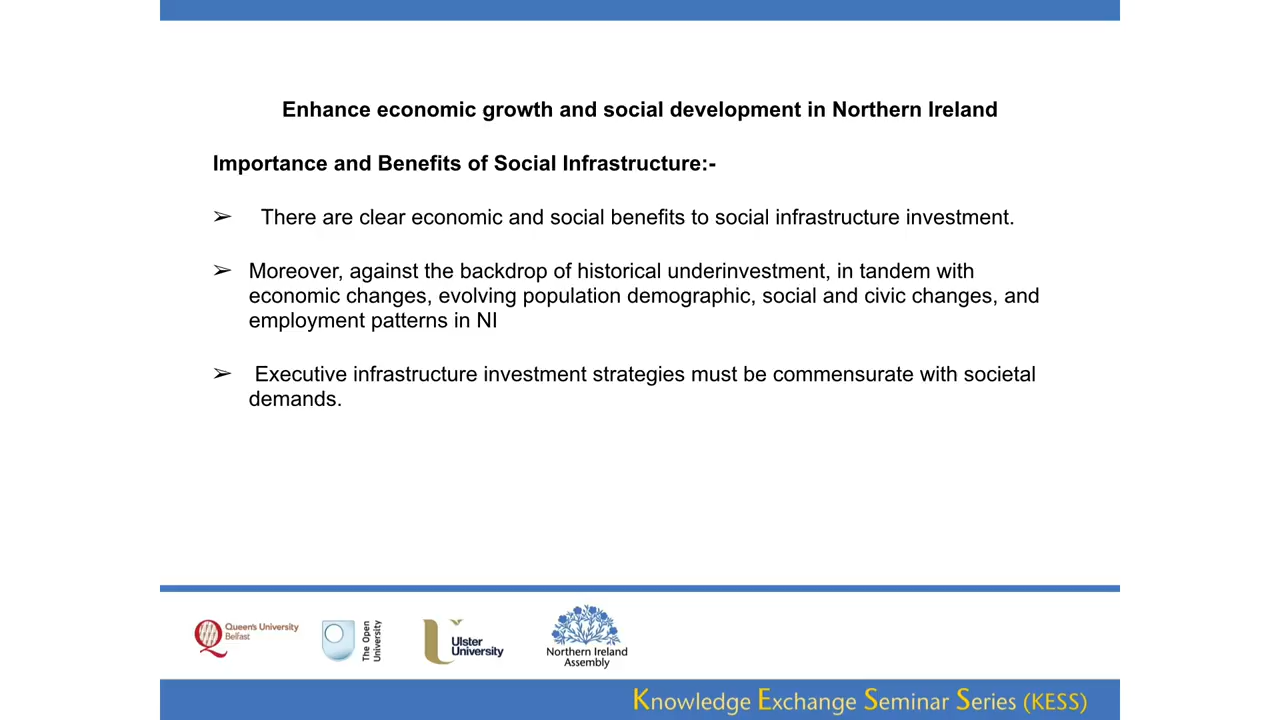 Enhance economic growth and social development in Northern Ireland
Importance and Benefits of Social Infrastructure:-
➢ There are clear economic and social benefits to social infrastructure investment.
➢ Moreover, against the backdrop of historical underinvestment, in tandem with
economic changes, evolving population demographic, social and civic changes, and
employment patterns in NI
➢ Executive infrastructure investment strategies must be commensurate with societal
demands.
Queen's University
Belfast
The Open
University
Ulster
University
Northern Ireland
Assembly
Knowledge Exchange Seminar Series (KESS)